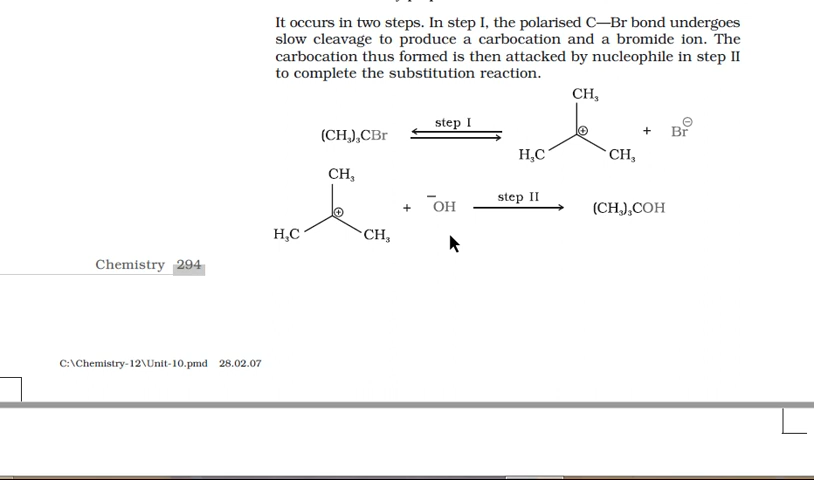 It occurs in two steps. In step I, the polarised C—Br bond undergoes
slow cleavage to produce a carbocation and a bromide ion. The
carbocation thus formed is then attacked by nucleophile in step II
to complete the substitution reaction.
CH₃
(CH₃)₃CBr step I ⊕ + Br⊖
H₃C CH₃
CH₃
⊕ + ⁻OH step II (CH₃)₃COH
H₃C CH₃
Chemistry 294
C:\Chemistry-12\Unit-10.pmd 28.02.07